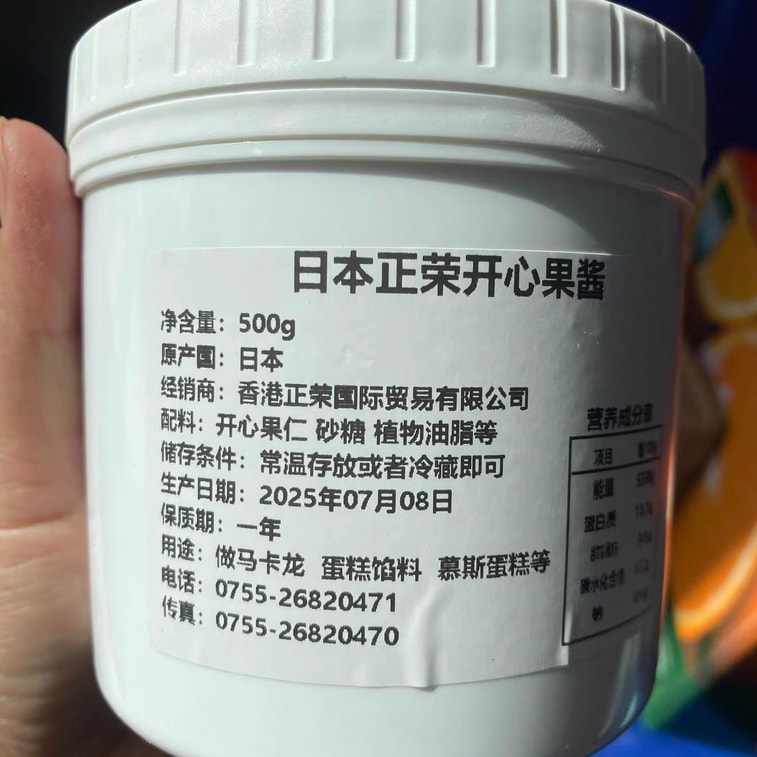 日本正荣开心果酱
净含量：500g
原产国：日本
经销商：香港正荣国际贸易有限公司
配料：开心果仁 砂糖 植物油脂等
储存条件：常温存放或者冷藏即可
生产日期：2025年07月08日
保质期：一年
用途：做马卡龙 蛋糕馅料 慕斯蛋糕等
电话：0755-26820471
传真：0755-26820470
营养成分表
项目
能量
蛋白质
脂肪
碳水化合物
钠